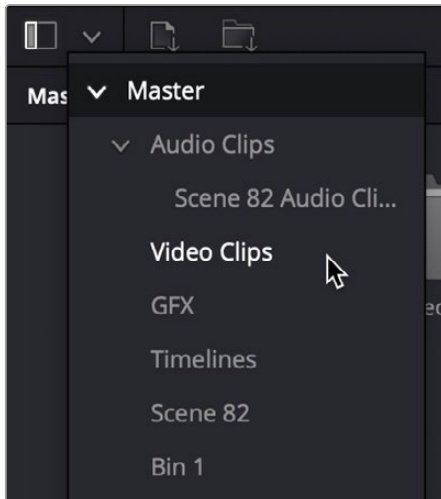 Mas
Master
Audio Clips
Scene 82 Audio Cli...
Video Clips
GFX
Timelines
Scene 82
Bin 1